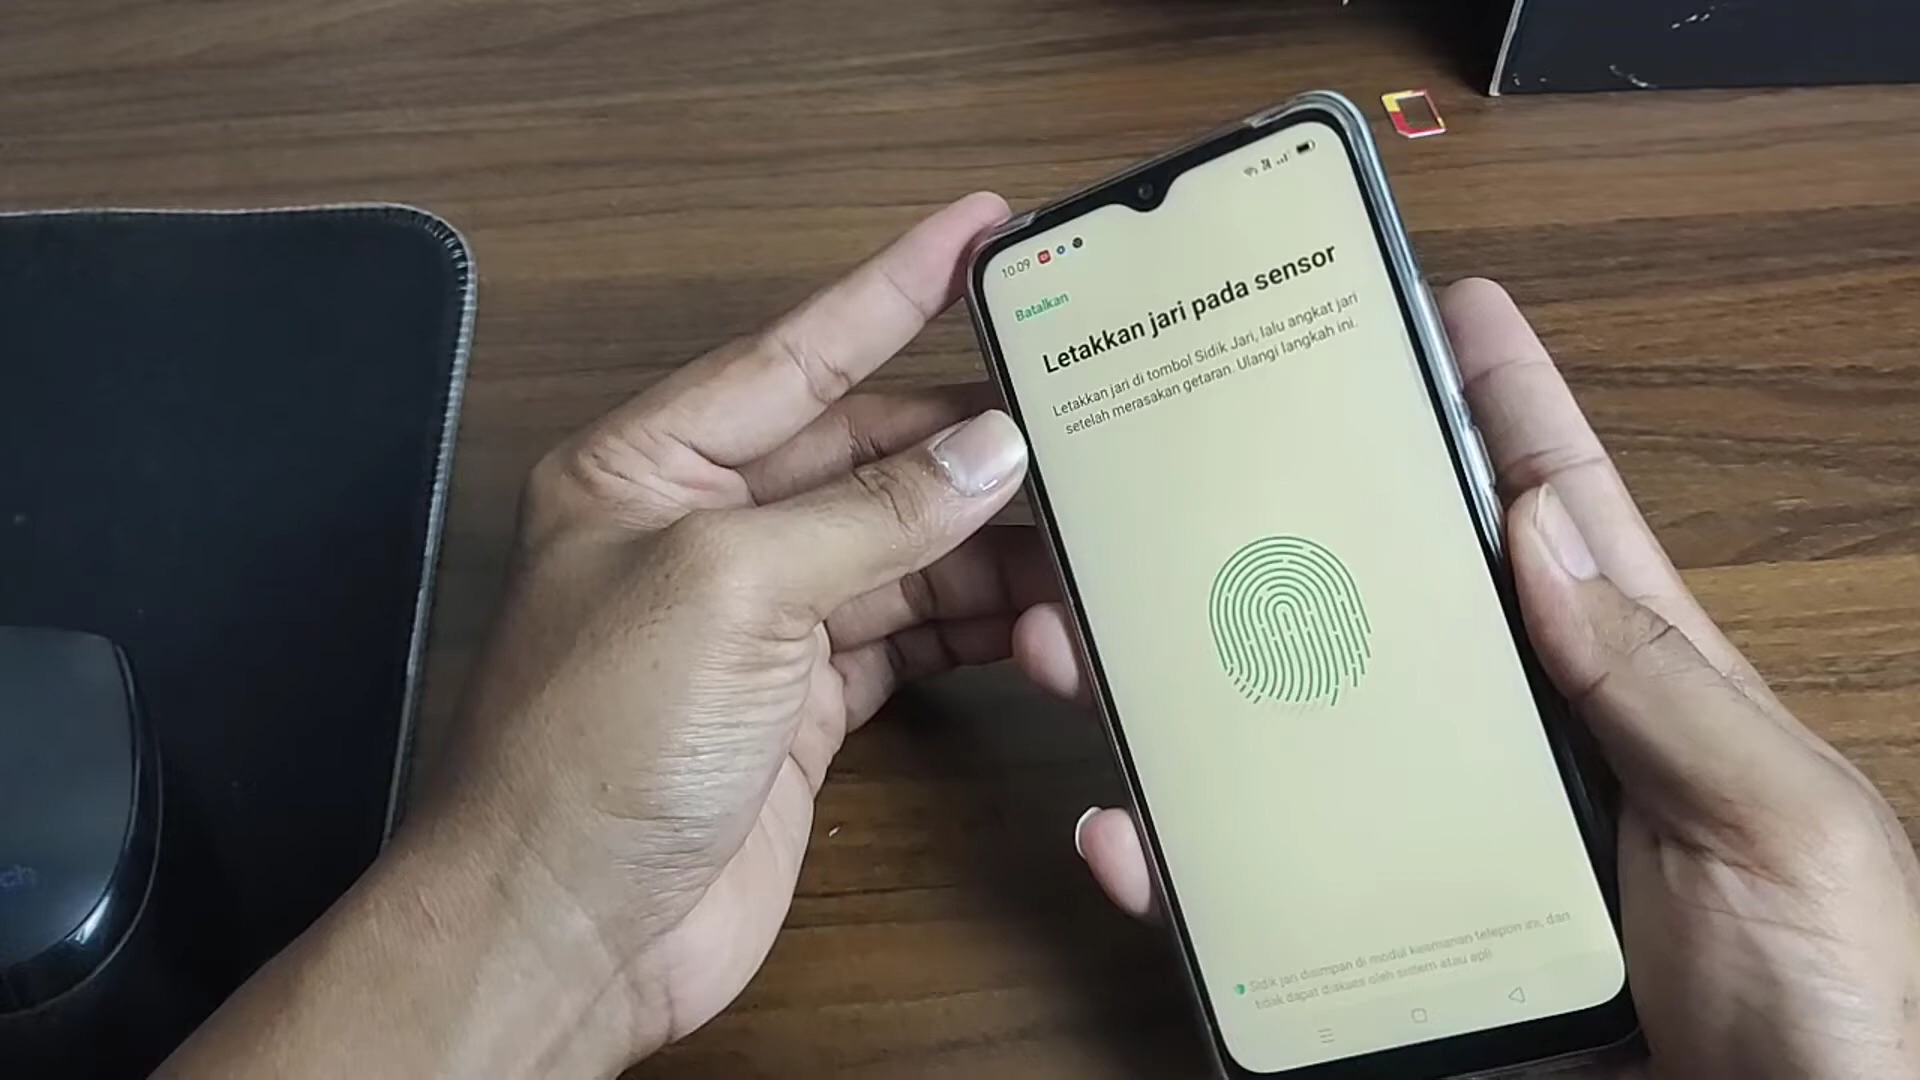 10.09
Batalkan
Letakkan jari pada sensor
Letakkan jari di tombol Sidik Jari, lalu angkat jari
setelah merasakan getaran. Ulangi langkah ini.
Sidik jari disimpan di modul keamanan telepon ini, dan
tidak dapat diakses oleh sistem atau apli
ch